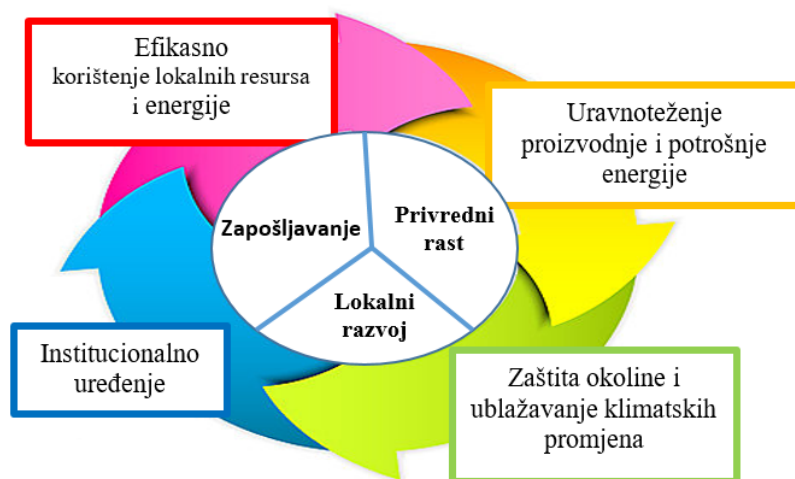 Efikasno
korištenje lokalnih resursa
i energije
Uravnoteženje
proizvodnje i potrošnje
energije
Zapošljavanje
Privredni
rast
Lokalni
razvoj
Institucionalno
uređenje
Zaštita okoline i
ublažavanje klimatskih
promjena